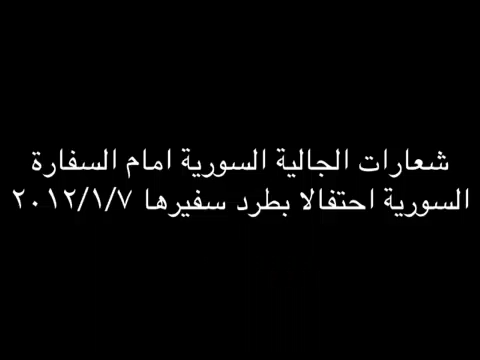 شعارات الجالية السورية امام السفارة
السورية احتفالا بطرد سفيرها ٢٠١٢/١/٧